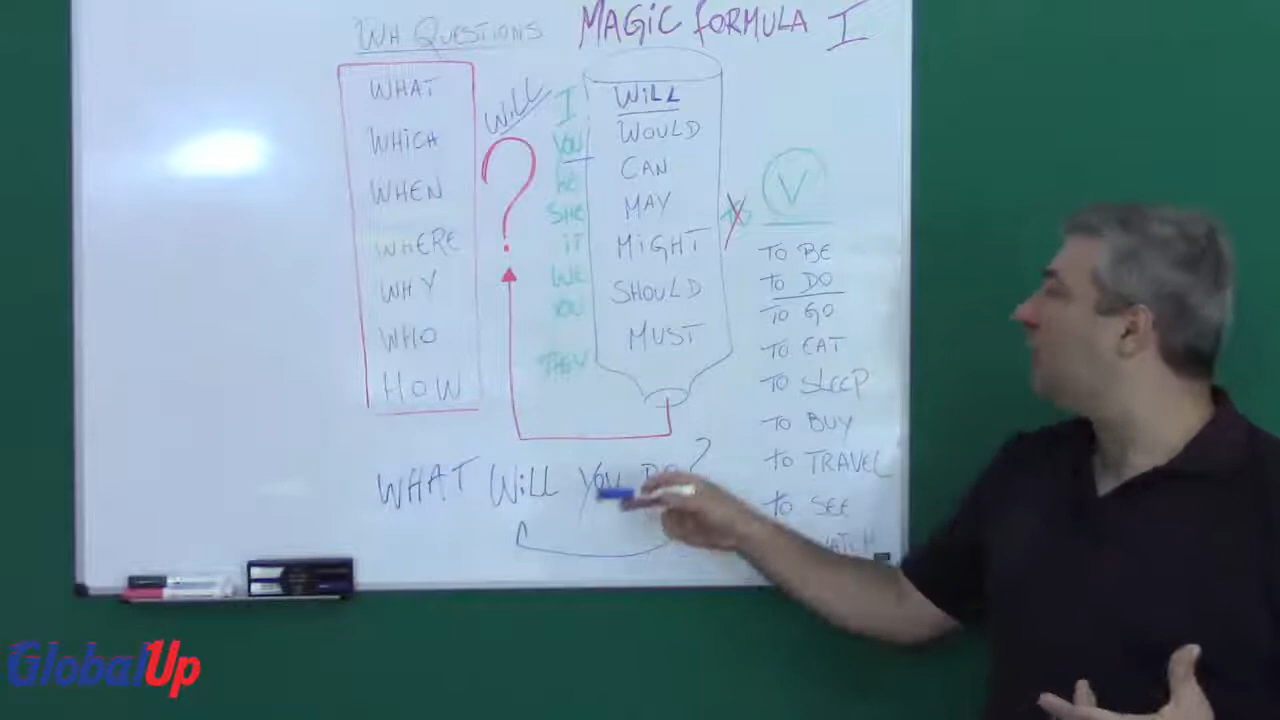 WH QUESTIONS
MAGIC FORMULA I
WHAT
WHICH
WHEN
WHERE
WHY
WHO
HOW
WILL
?
I
YOU
HE
SHE
IT
WE
YOU
THEY
WILL
WOULD
CAN
MAY
MIGHT
SHOULD
MUST
V
TO BE
TO DO
TO GO
TO EAT
TO SLEEP
TO BUY
TO TRAVEL
TO SEE
WHAT WILL YOU DO?
GlobalUp